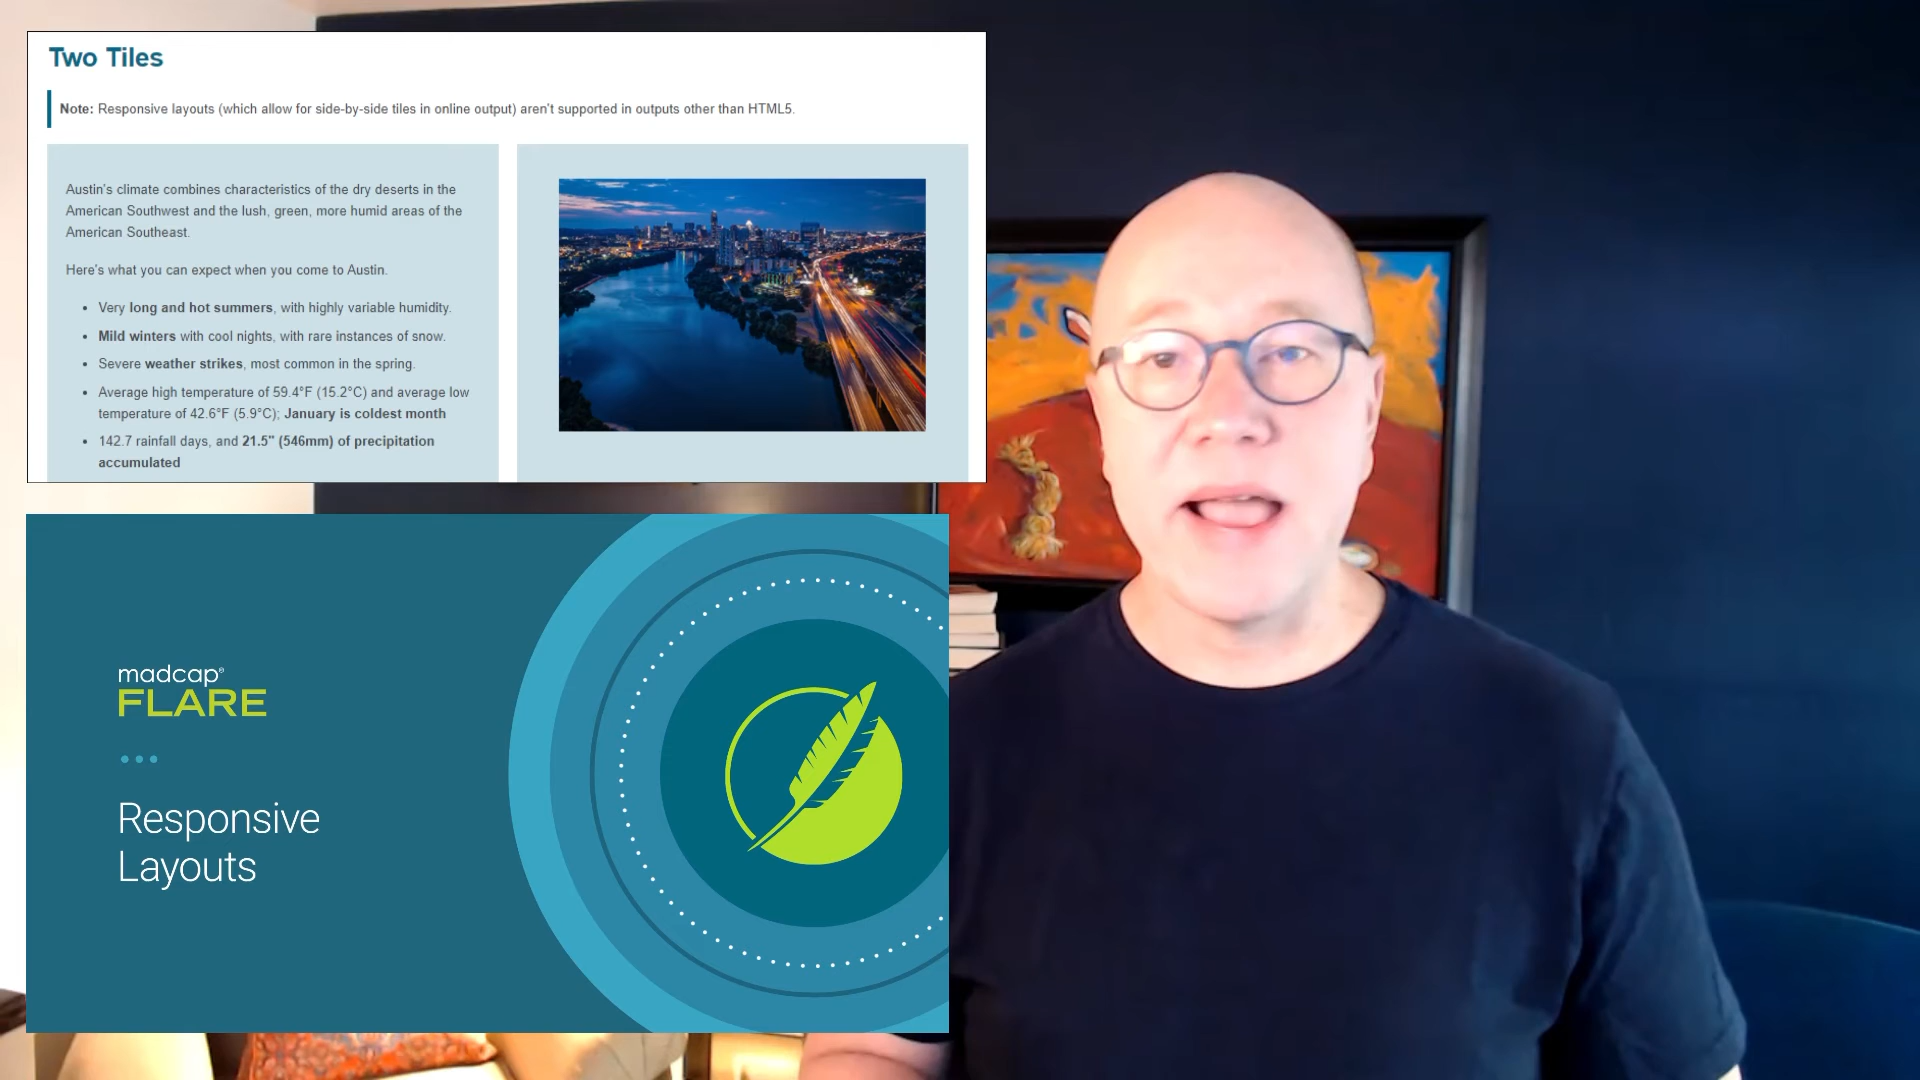 Two Tiles
Note: Responsive layouts (which allow for side-by-side tiles in online output) aren't supported in outputs other than HTML5.
Austin's climate combines characteristics of the dry deserts in the
American Southwest and the lush, green, more humid areas of the
American Southeast.
Here's what you can expect when you come to Austin.
• Very long and hot summers, with highly variable humidity.
• Mild winters with cool nights, with rare instances of snow.
• Severe weather strikes, most common in the spring.
• Average high temperature of 59.4°F (15.2°C) and average low
temperature of 42.6°F (5.9°C); January is coldest month
• 142.7 rainfall days, and 21.5" (546mm) of precipitation
accumulated
madcap®
FLARE
Responsive
Layouts